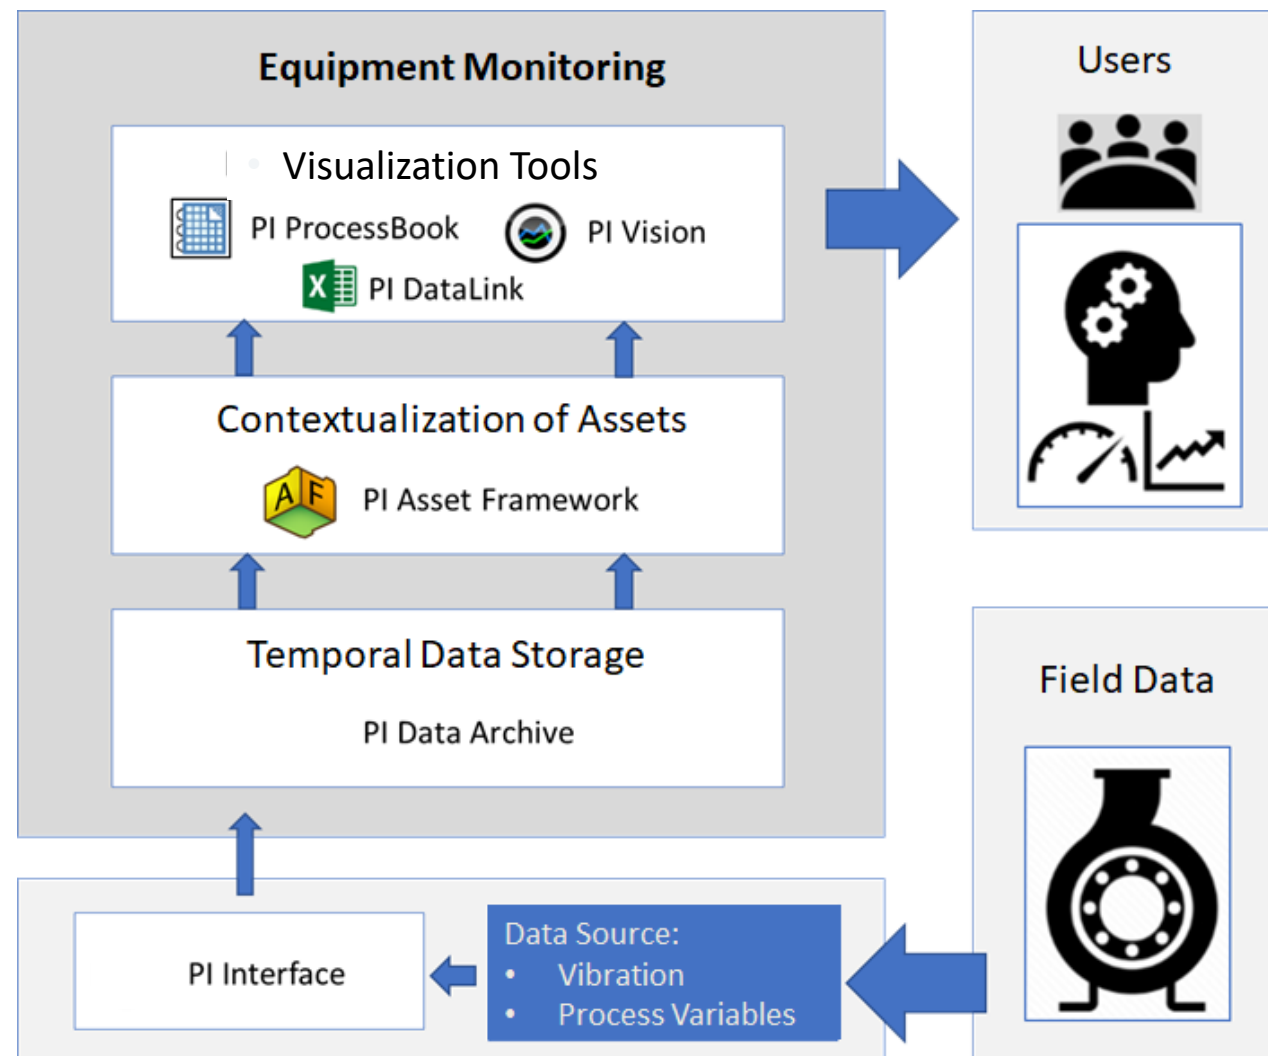 Equipment Monitoring
• Visualization Tools
PI ProcessBook
PI Vision
X
PI DataLink
Contextualization of Assets
AF
PI Asset Framework
Temporal Data Storage
PI Data Archive
PI Interface
Data Source:
• Vibration
• Process Variables
Users
Field Data